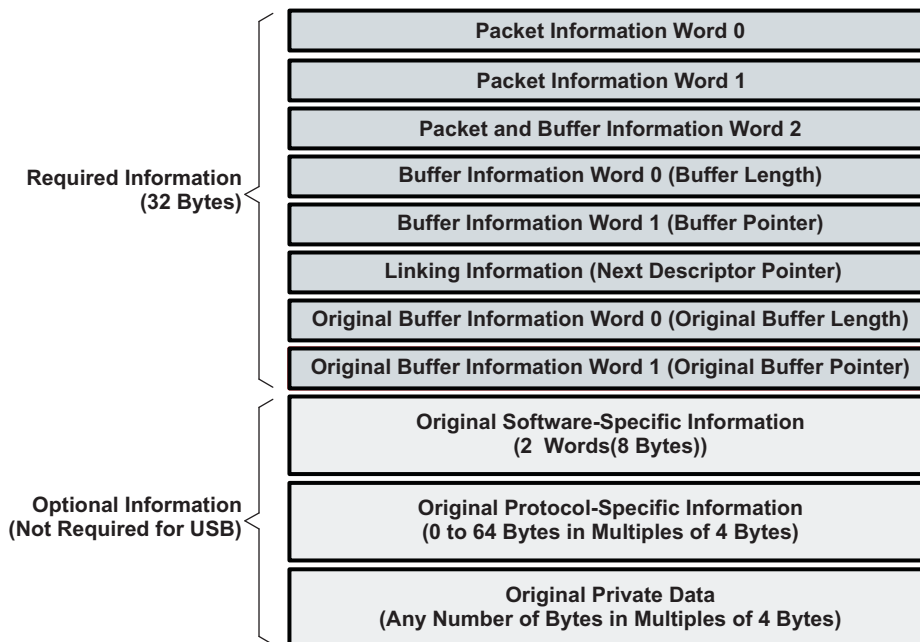 Packet Information Word 0
Packet Information Word 1
Packet and Buffer Information Word 2
Required Information
(32 Bytes)
Buffer Information Word 0 (Buffer Length)
Buffer Information Word 1 (Buffer Pointer)
Linking Information (Next Descriptor Pointer)
Original Buffer Information Word 0 (Original Buffer Length)
Original Buffer Information Word 1 (Original Buffer Pointer)
Original Software-Specific Information
(2 Words(8 Bytes))
Optional Information
(Not Required for USB)
Original Protocol-Specific Information
(0 to 64 Bytes in Multiples of 4 Bytes)
Original Private Data
(Any Number of Bytes in Multiples of 4 Bytes)